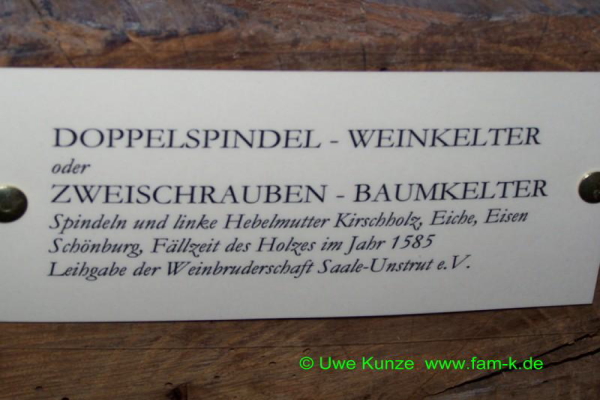 DOPPELSPINDEL - WEINKELTER
oder
ZWEISCHRAUBEN - BAUMKELTER
Spindeln und linke Hebelmutter Kirschholz, Eiche, Eisen
Schönburg, Fällzeit des Holzes im Jahr 1585
Leihgabe der Weinbruderschaft Saale-Unstrut e.V.
© Uwe Kunze www.fam-k.de